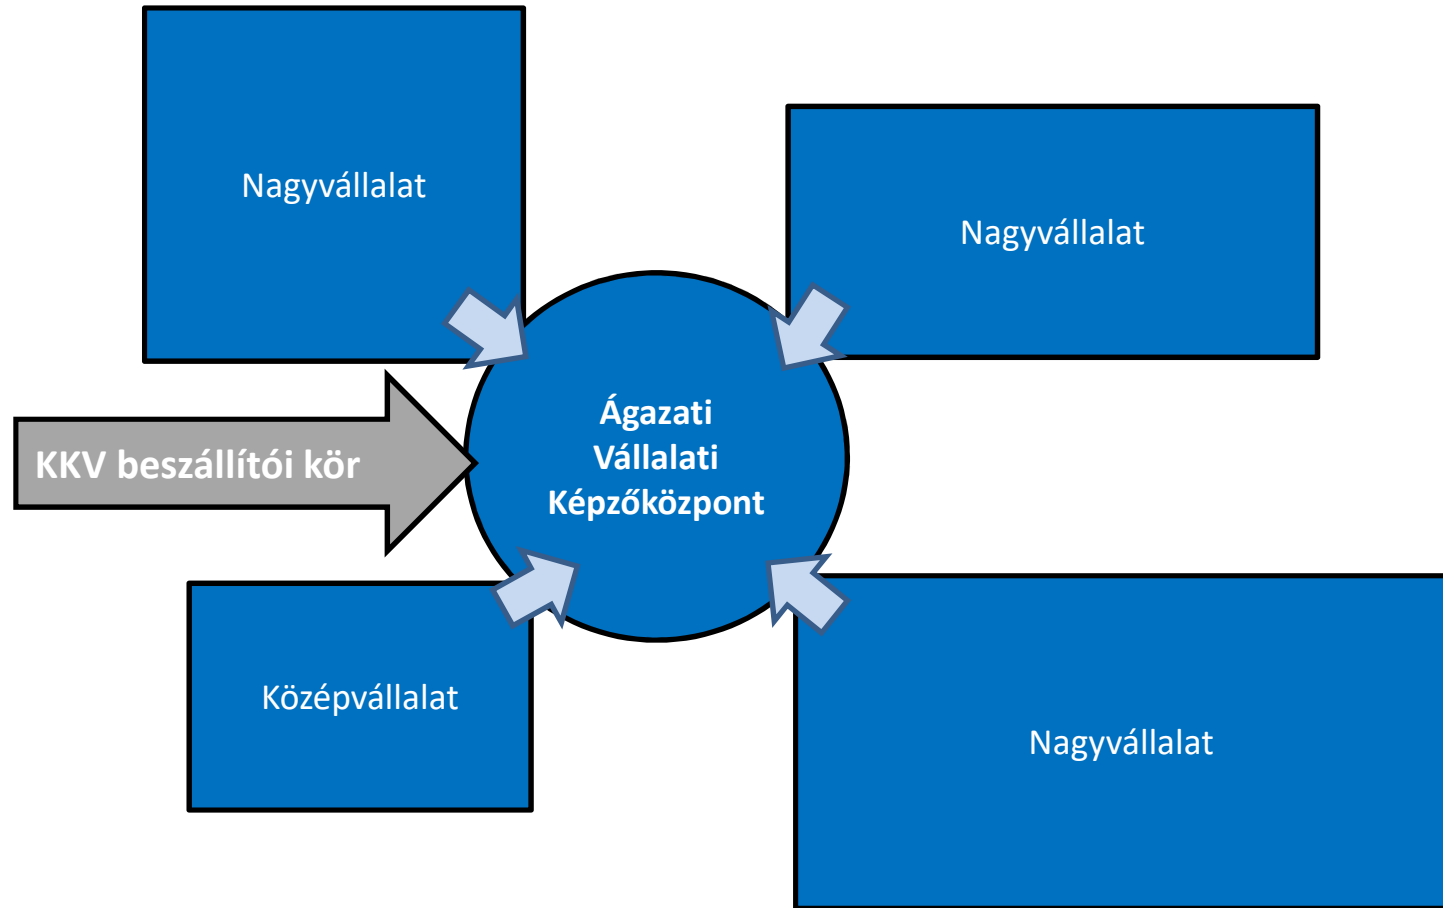 Nagyvállalat
Nagyvállalat
Ágazati
Vállalati
Képzőközpont
KKV beszállítói kör
Középvállalat
Nagyvállalat